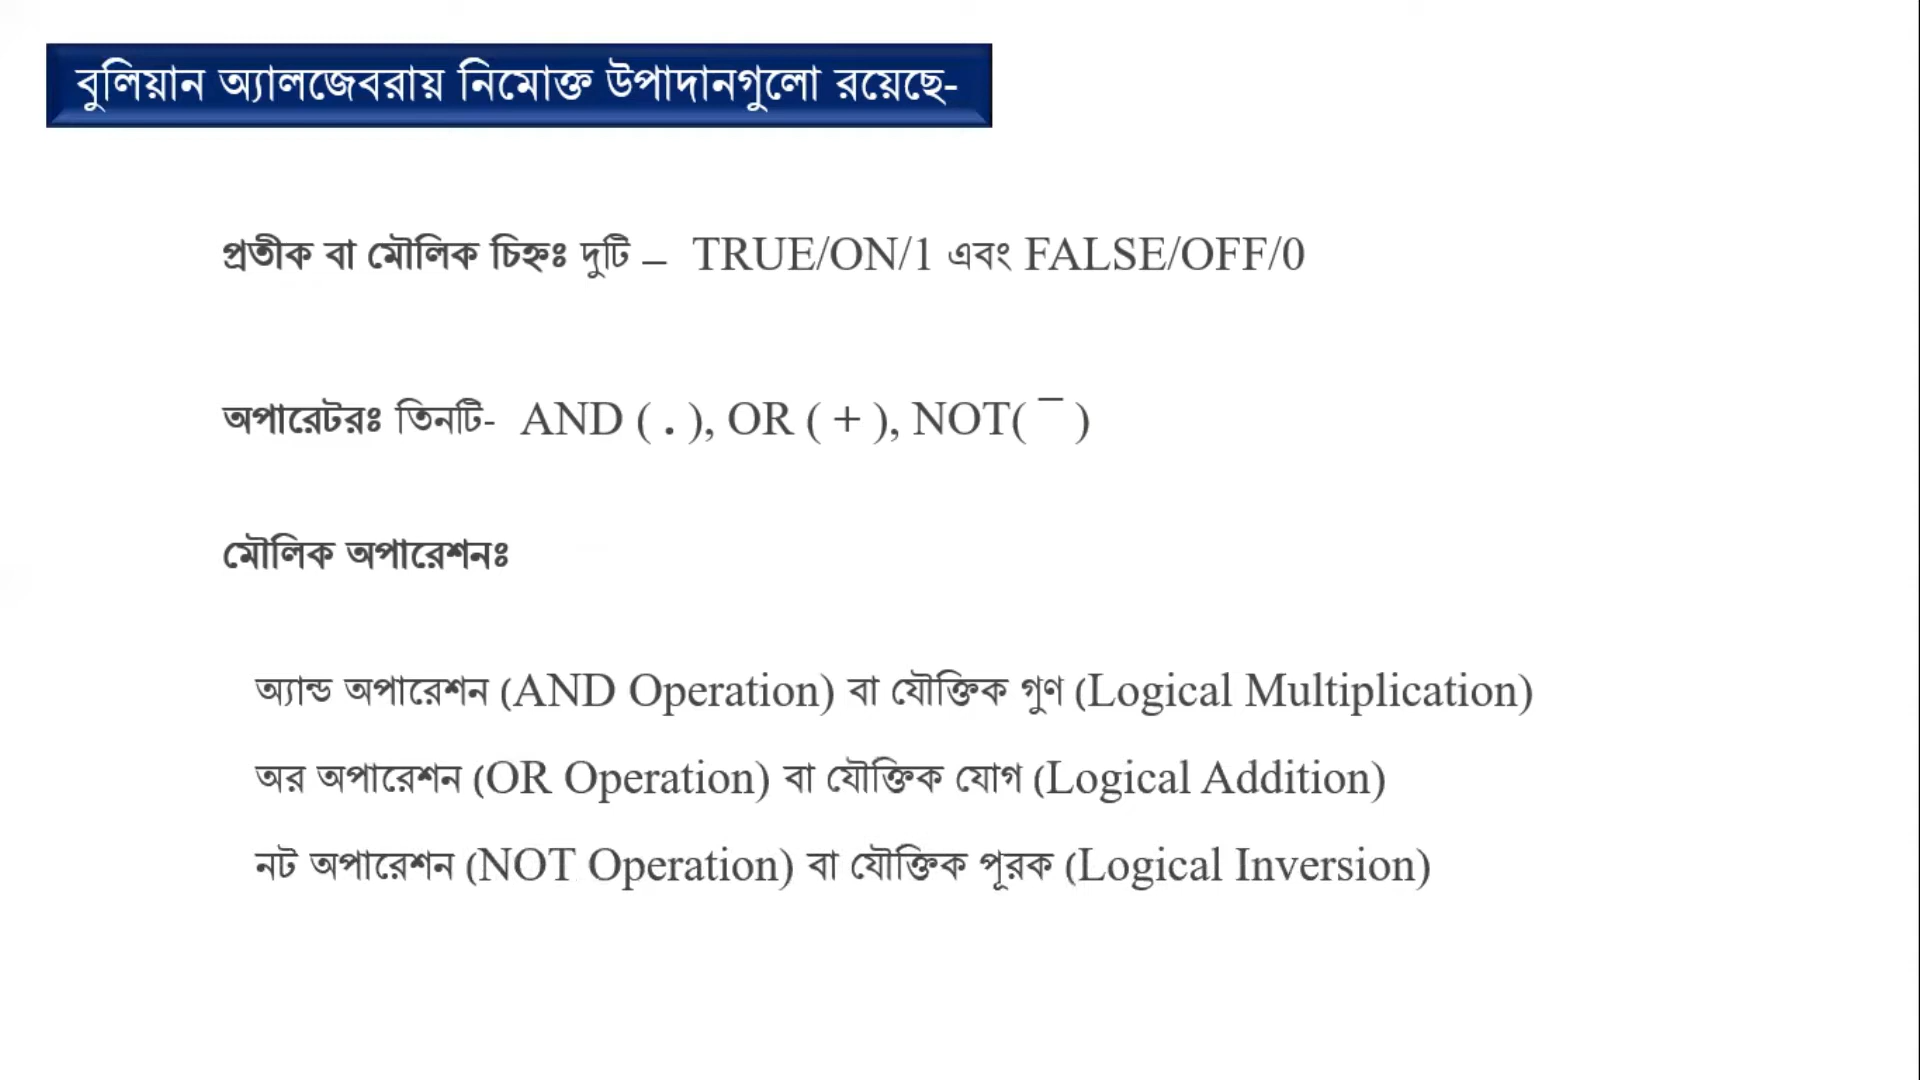 বুলিয়ান অ্যালজেবরায় নিমোক্ত উপাদানগুলো রয়েছে-
প্রতীক বা মৌলিক চিহ্নঃ দুটি – TRUE/ON/1 এবং FALSE/OFF/0
অপারেটরঃ তিনটি- AND ( . ), OR ( + ), NOT( ¯ )
মৌলিক অপারেশনঃ
অ্যান্ড অপারেশন (AND Operation) বা যৌক্তিক গুণ (Logical Multiplication)
অর অপারেশন (OR Operation) বা যৌক্তিক যোগ (Logical Addition)
নট অপারেশন (NOT Operation) বা যৌক্তিক পূরক (Logical Inversion)